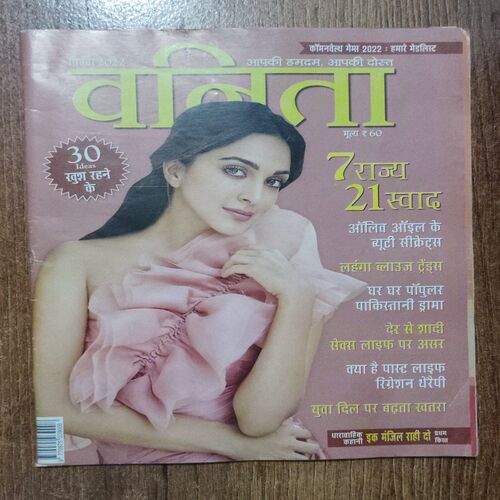 कॉमनवेल्थ गेम्स 2022 : हमारे मेडलिस्ट
2022
आपकी हमदम, आपकी दोस्त
वनिता
मूल्य ₹ 60
30
Ideas
खुश रहने
के
7 राज्य
21 स्वाद
ऑलिव ऑइल के
ब्यूटी सीक्रेट्स
लहंगा ब्लाउज ट्रेंड्स
घर घर पॉपुलर
पाकिस्तानी ड्रामा
देर से शादी
सेक्स लाइफ पर असर
क्या है पास्ट लाइफ
रिग्रेशन थेरैपी
युवा दिल पर बढ़ता खतरा
धारावाहिक
कहानी
इक मंजिल राही दो
प्रथम
किस्त